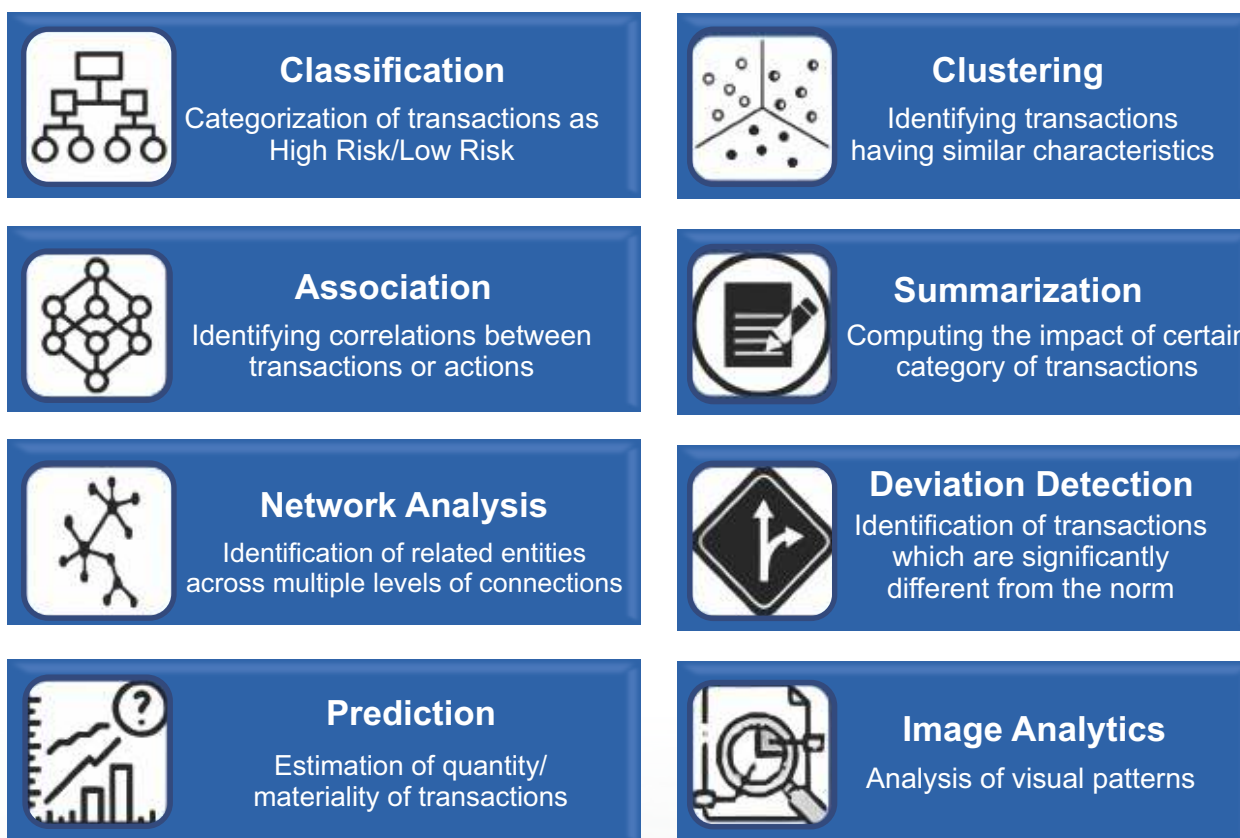 Classification
Categorization of transactions as
High Risk/Low Risk
Clustering
Identifying transactions
having similar characteristics
Association
Identifying correlations between
transactions or actions
Summarization
Computing the impact of certain
category of transactions
Network Analysis
Identification of related entities
across multiple levels of connections
Deviation Detection
Identification of transactions
which are significantly
different from the norm
Prediction
Estimation of quantity/
materiality of transactions
?
Image Analytics
Analysis of visual patterns